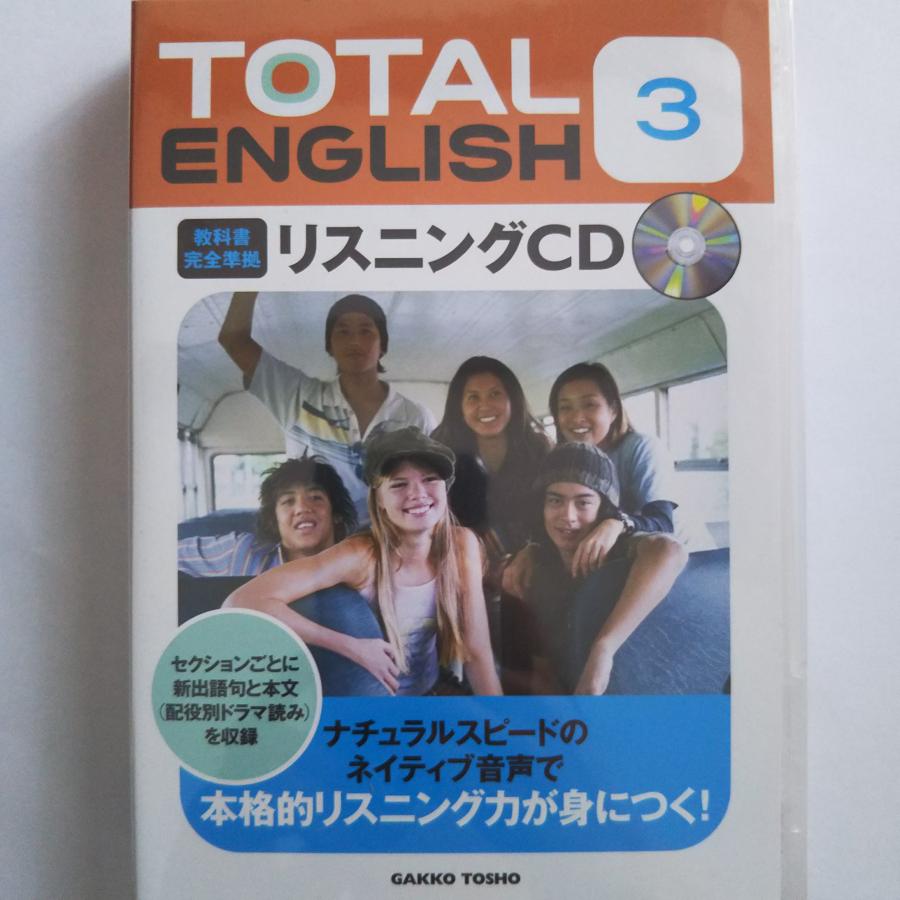 TOTAL
ENGLISH
3
教科書
完全準拠
リスニングCD
セクションごとに
新出語句と本文
(配役別ドラマ読み)
を収録
ナチュラルスピードの
ネイティブ音声で
本格的リスニング力が身につく!
GAKKO TOSHO